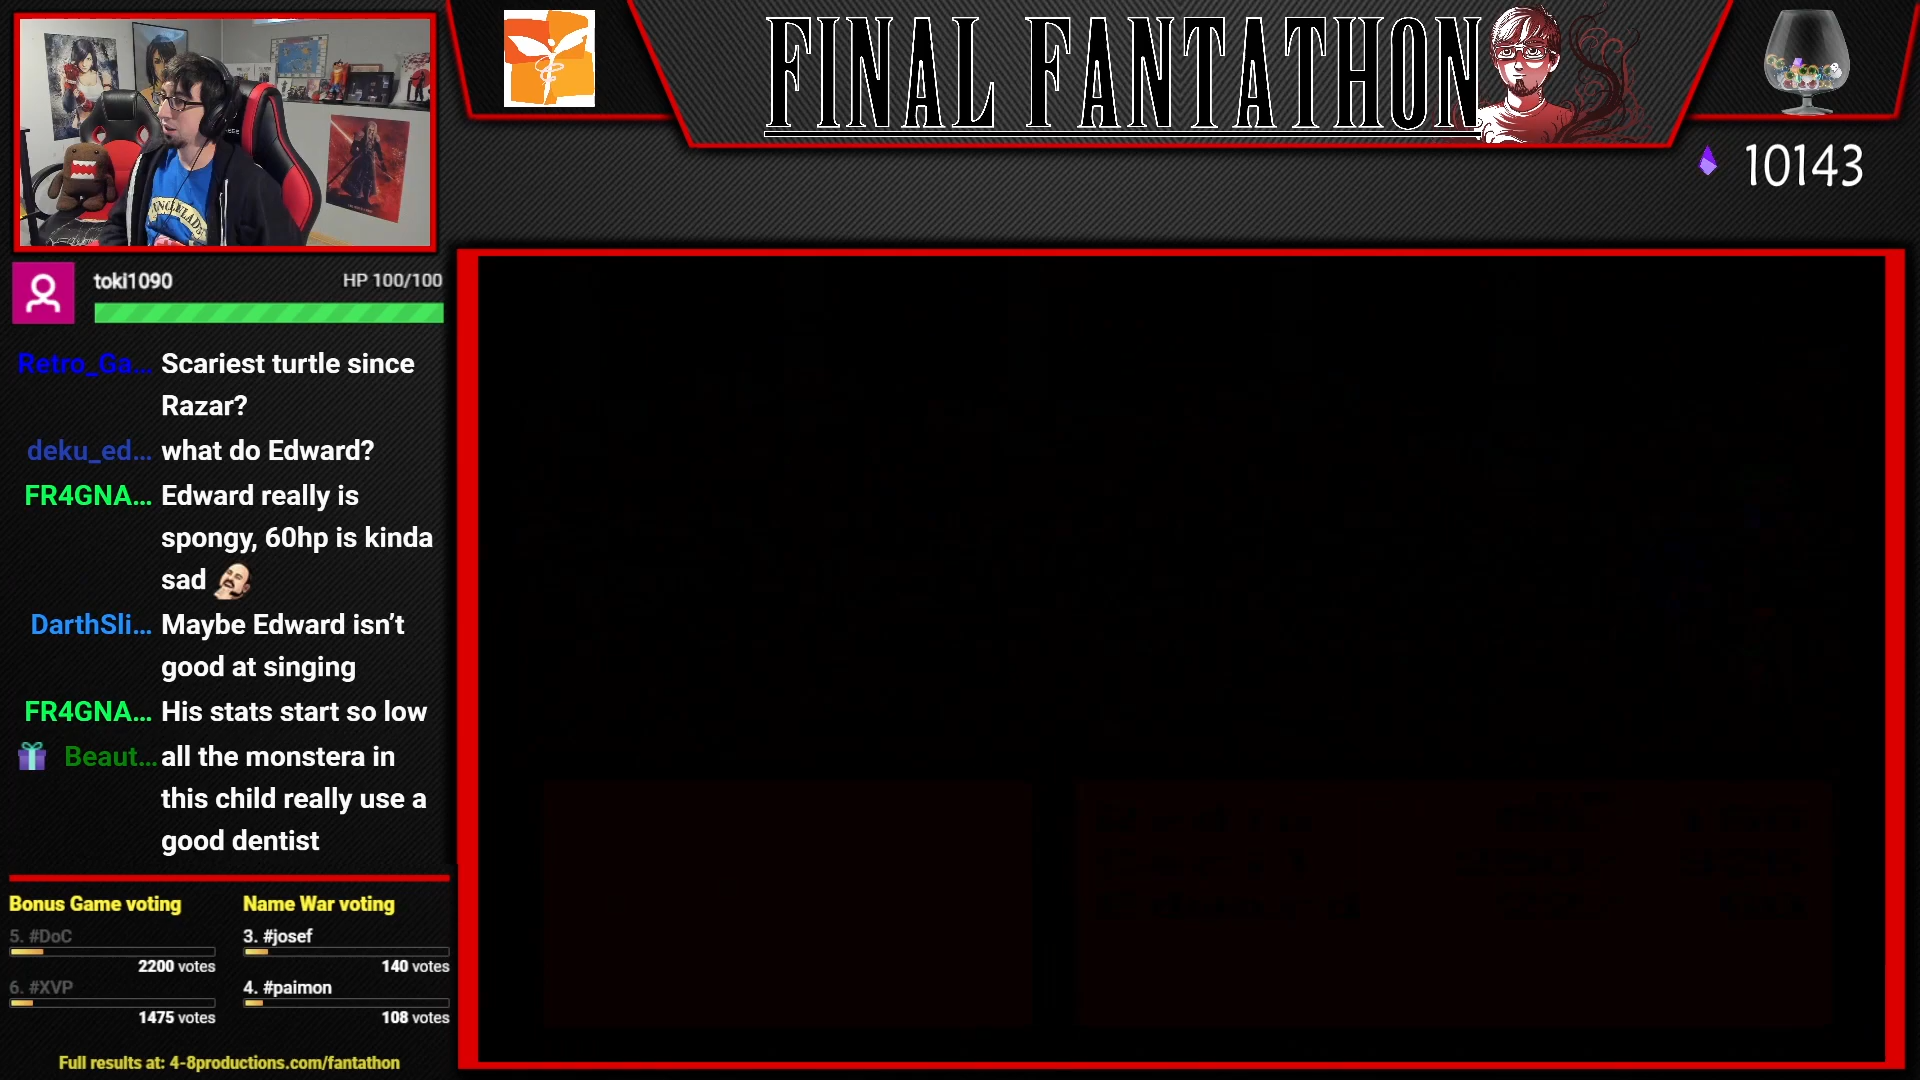 FINAL FANTATHON
10143
toki1090 HP 100/100
Retro_Ga... Scariest turtle since
Razar?
deku_ed... what do Edward?
FR4GNA... Edward really is
spongy, 60hp is kinda
sad
DarthSli... Maybe Edward isn't
good at singing
FR4GNA... His stats start so low
Beaut... all the monstera in
this child really use a
good dentist
Bonus Game voting
5. #DoC
2200 votes
6. #XVP
1475 votes
Name War voting
3. #josef
140 votes
4. #paimon
108 votes
Full results at: 4-8productions.com/fantathon